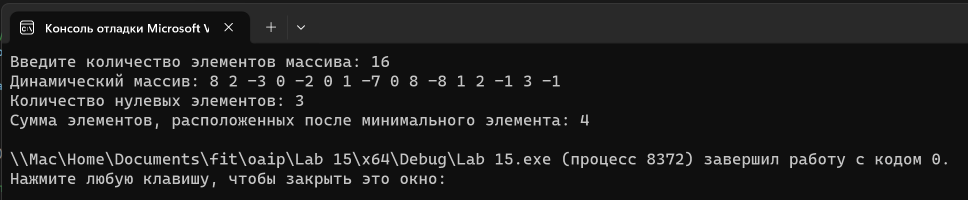 Консоль отладки Microsoft V
Введите количество элементов массива: 16
Динамический массив: 8 2 -3 0 -2 0 1 -7 0 8 -8 1 2 -1 3 -1
Количество нулевых элементов: 3
Сумма элементов, расположенных после минимального элемента: 4
\\Mac\Home\Documents\fit\oaip\Lab 15\x64\Debug\Lab 15.exe (процесс 8372) завершил работу с кодом 0.
Нажмите любую клавишу, чтобы закрыть это окно: